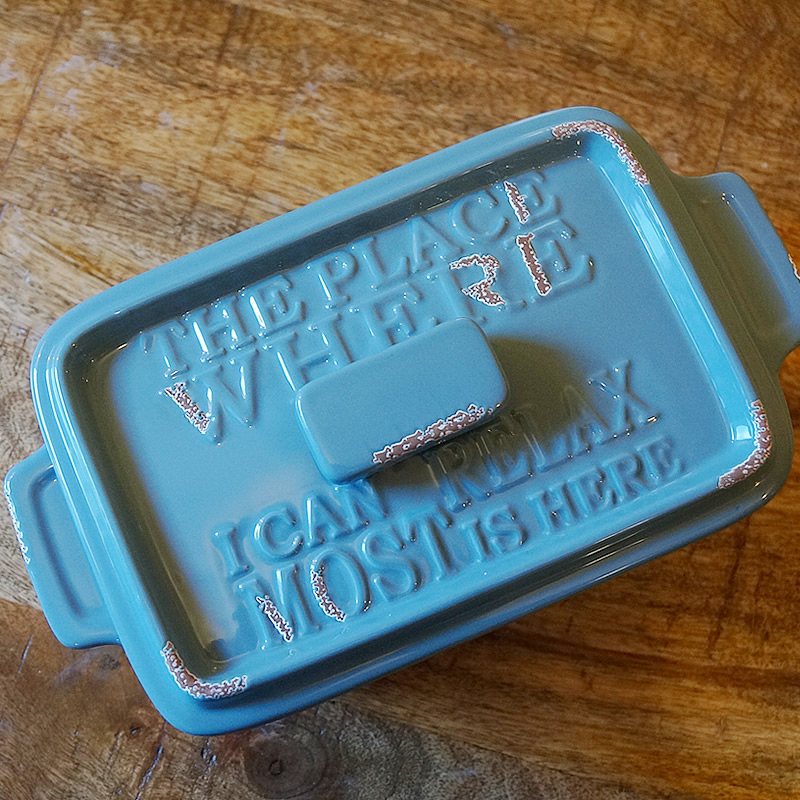 THE PLACE
WHERE
I CAN RELAX
MOST IS HERE